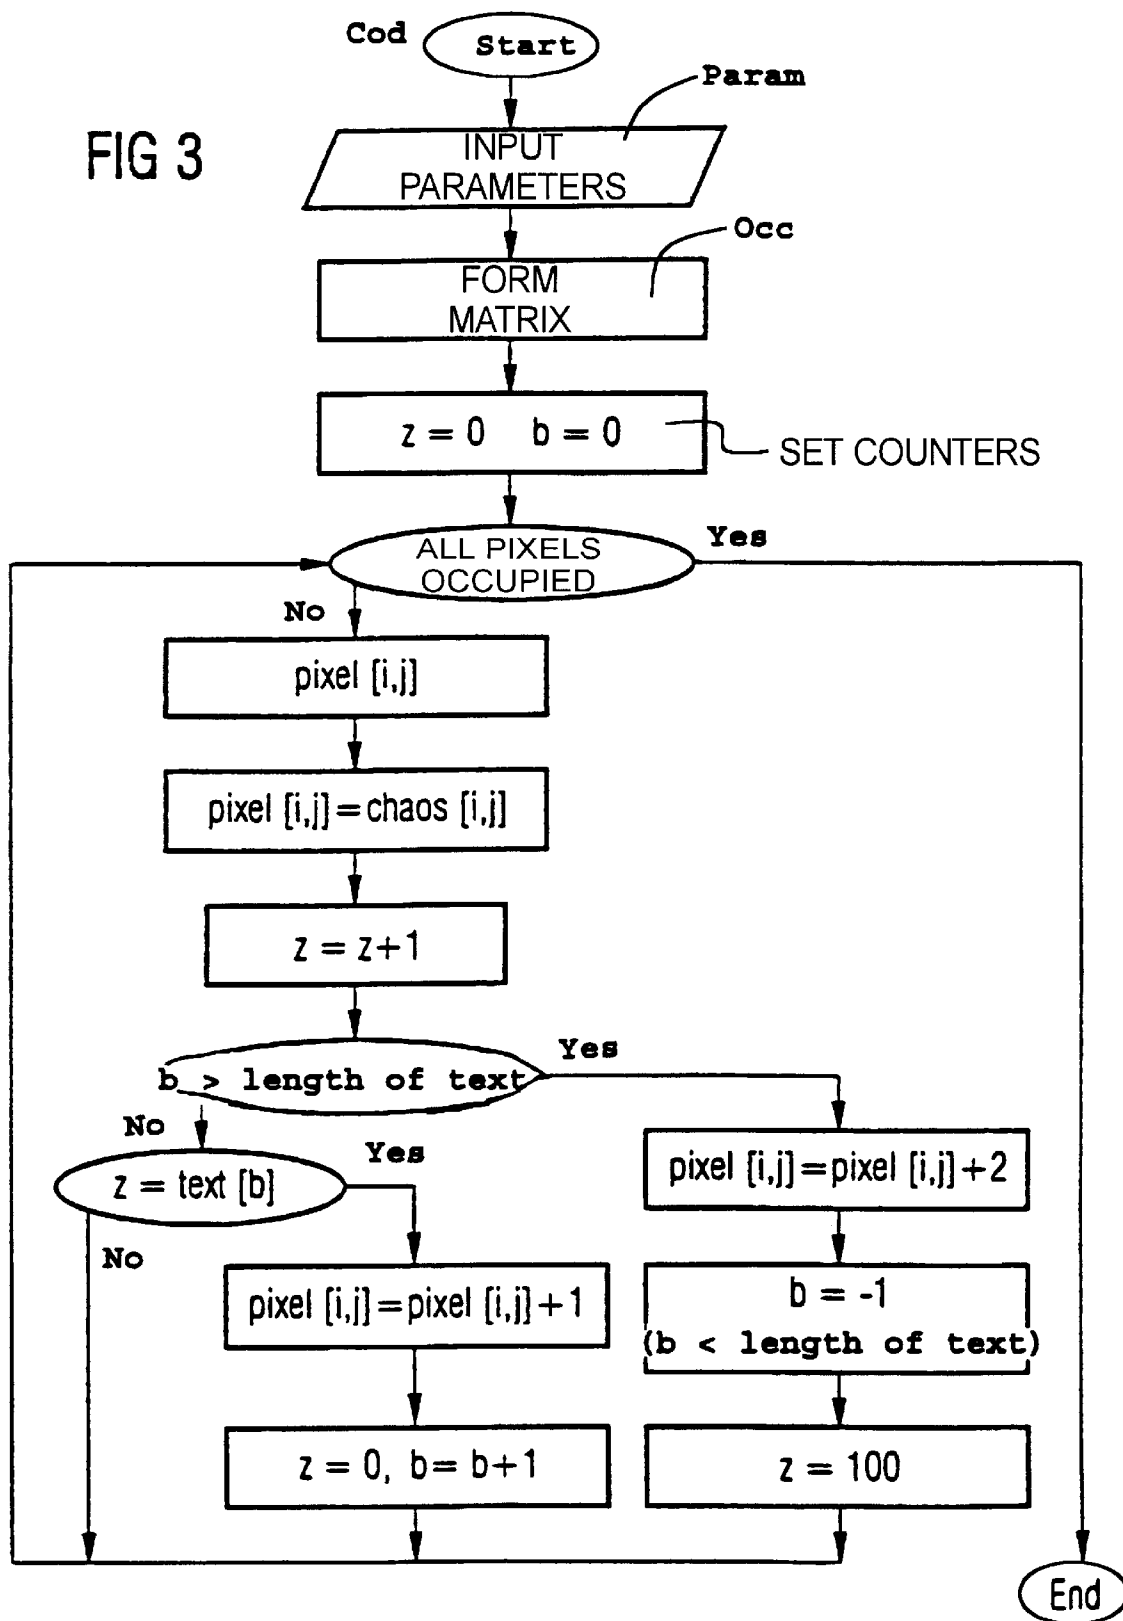 Cod
Start
Param
FIG 3
INPUT
PARAMETERS
Occ
FORM
MATRIX
z = 0 b = 0
SET COUNTERS
ALL PIXELS
OCCUPIED
Yes
No
pixel [i,j]
pixel [i,j] = chaos [i,j]
z = z+1
b > length of text
Yes
No
z = text [b]
Yes
pixel [i,j] = pixel [i,j] + 2
No
pixel [i,j] = pixel [i,j] + 1
b = -1
(b < length of text)
z = 0, b = b+1
z = 100
End